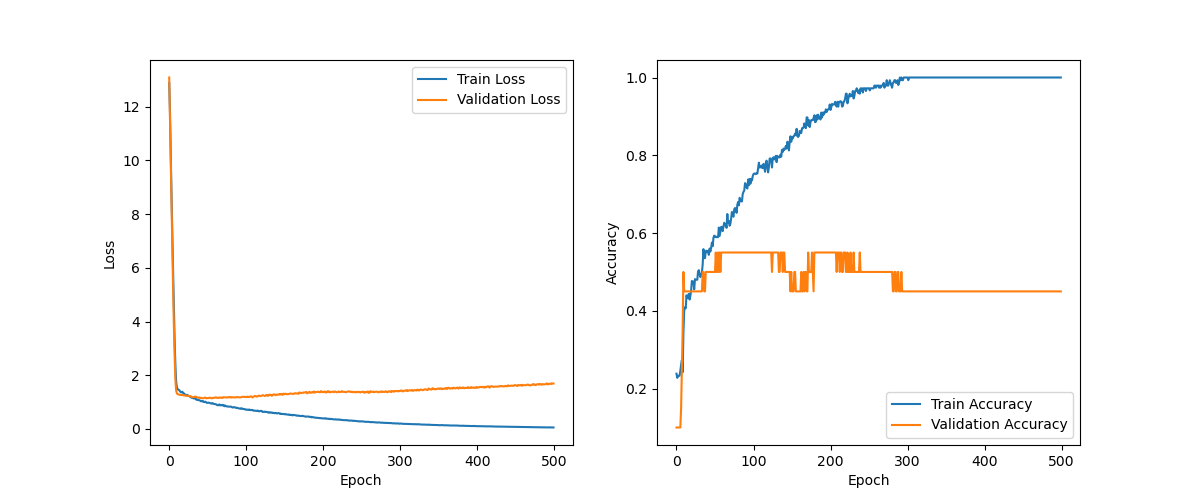 Train Loss
Validation Loss
12
10
8
6
4
2
0
Loss
0 100 200 300 400 500
Epoch
1.0
0.8
0.6
0.4
0.2
Accuracy
Train Accuracy
Validation Accuracy
0 100 200 300 400 500
Epoch